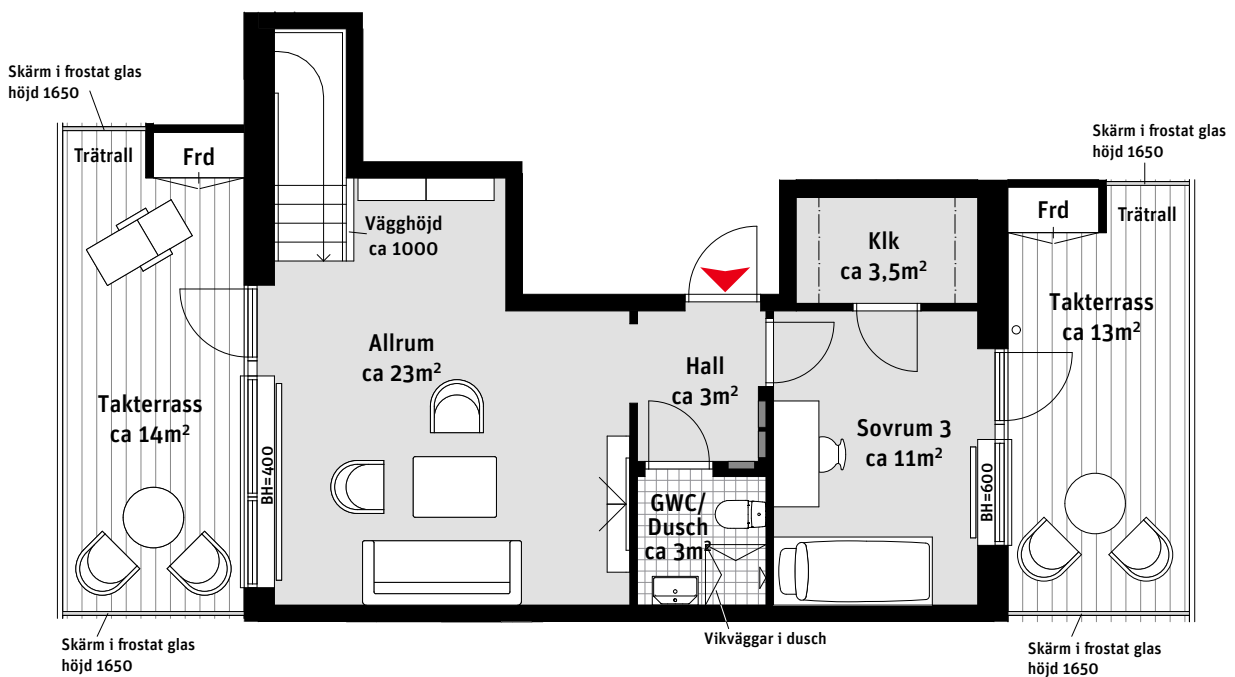 Skärm i frostat glas
höjd 1650
Trätrall
Frd
Vägghöjd
ca 1000
Allrum
ca 23m²
Takterrass
ca 14m²
BH=400
Skärm i frostat glas
höjd 1650
Hall
ca 3m²
GWC/
Dusch
ca 3m²
Vikväggar i dusch
Klk
ca 3,5m²
Sovrum 3
ca 11m²
BH=600
Skärm i frostat glas
höjd 1650
Frd
Trätrall
Takterrass
ca 13m²
Skärm i frostat glas
höjd 1650